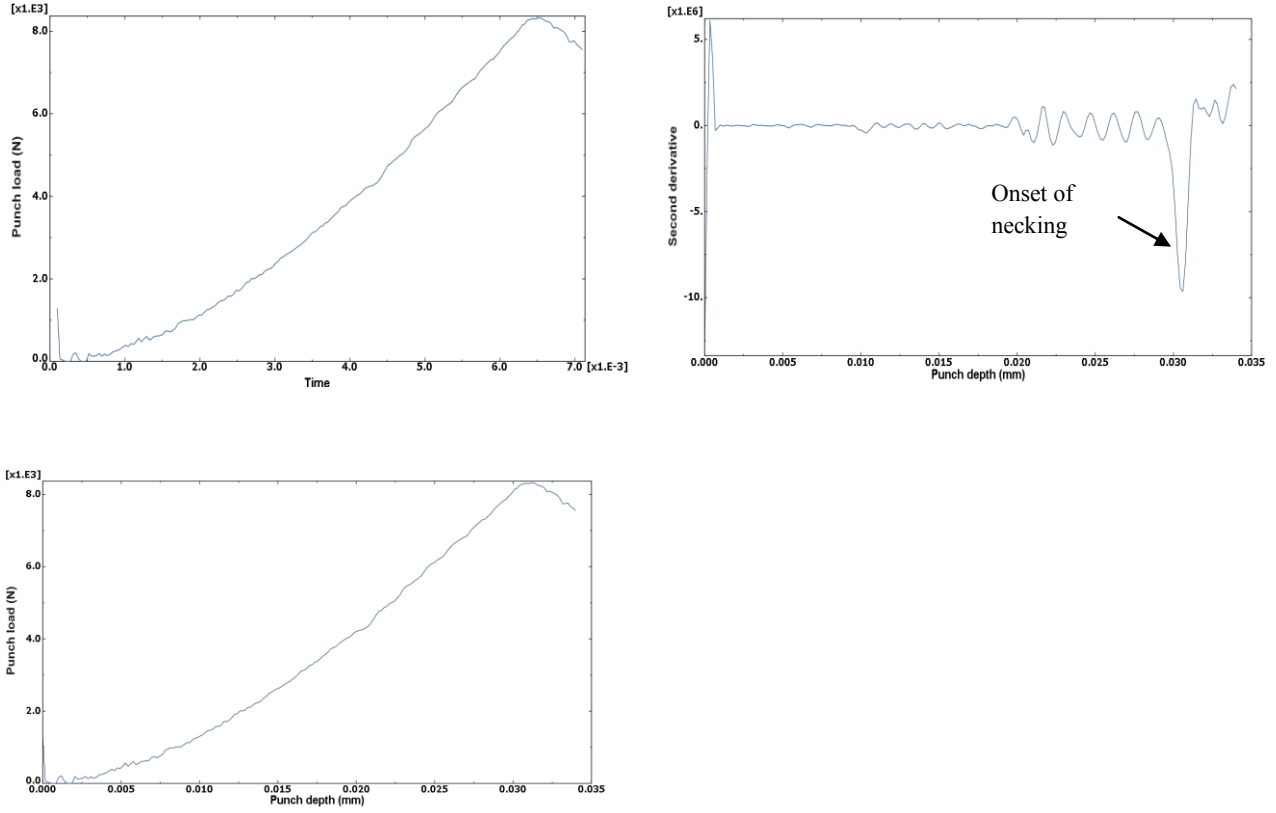 [x1.E3]
8.0
6.0
4.0
2.0
0.0
Punch load (N)
0.0 1.0 2.0 3.0 4.0 5.0 6.0 7.0 [x1.E-3]
Time
[x1.E6]
5.
0.
-5.
-10.
Second derivative
Onset of
necking
0.000 0.005 0.010 0.015 0.020 0.025 0.030 0.035
Punch depth (mm)
[x1.E3]
8.0
6.0
4.0
2.0
0.0
Punch load (N)
0.000 0.005 0.010 0.015 0.020 0.025 0.030 0.035
Punch depth (mm)